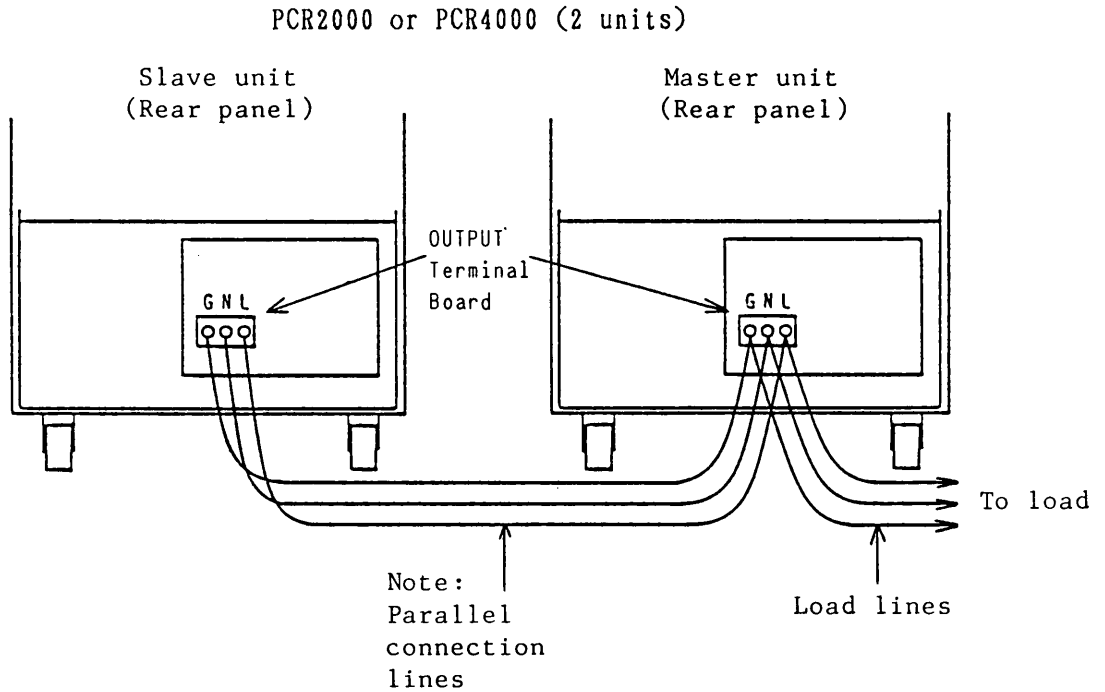 PCR2000 or PCR4000 (2 units)
Slave unit
(Rear panel)
Master unit
(Rear panel)
OUTPUT
Terminal
Board
G N L
G N L
To load
Note:
Parallel
connection
lines
Load lines